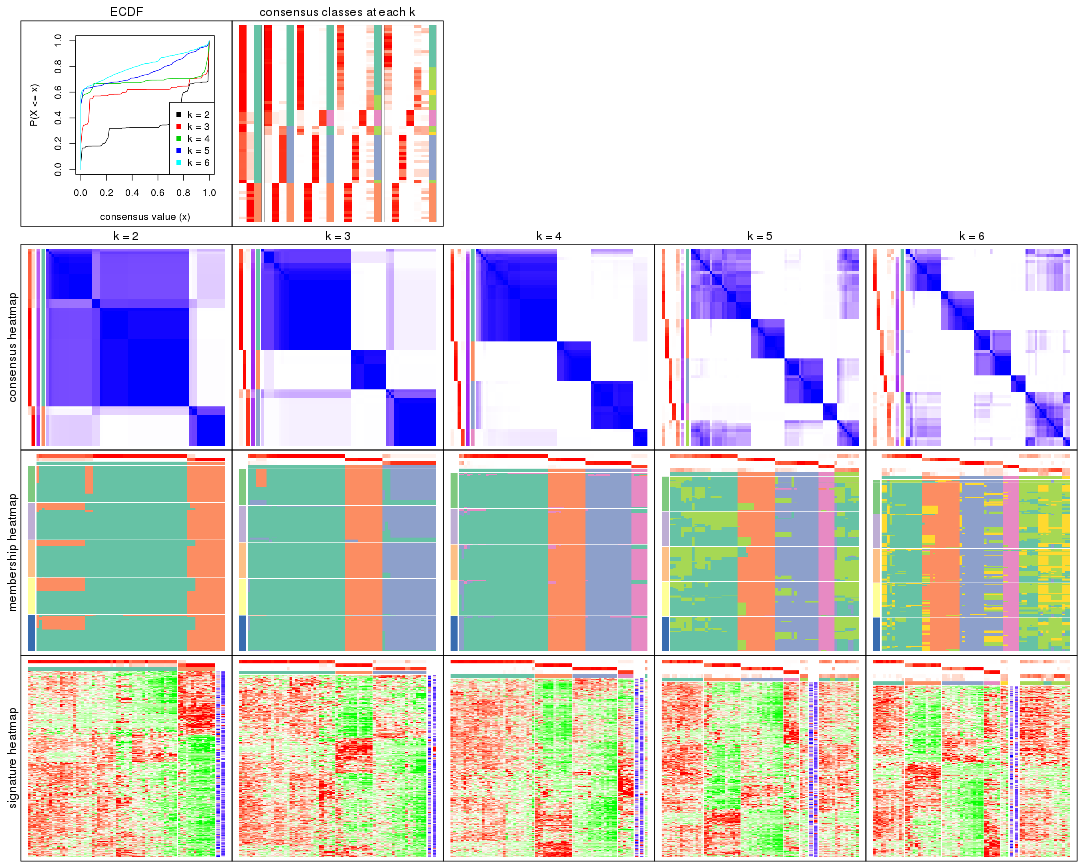 ECDF
consensus classes at each k
P(X <= x)
0.0 0.2 0.4 0.6 0.8 1.0
k = 2
k = 3
k = 4
k = 5
k = 6
0.0 0.2 0.4 0.6 0.8 1.0
consensus value (x)
k = 2 k = 3 k = 4 k = 5 k = 6
consensus heatmap
membership heatmap
signature heatmap